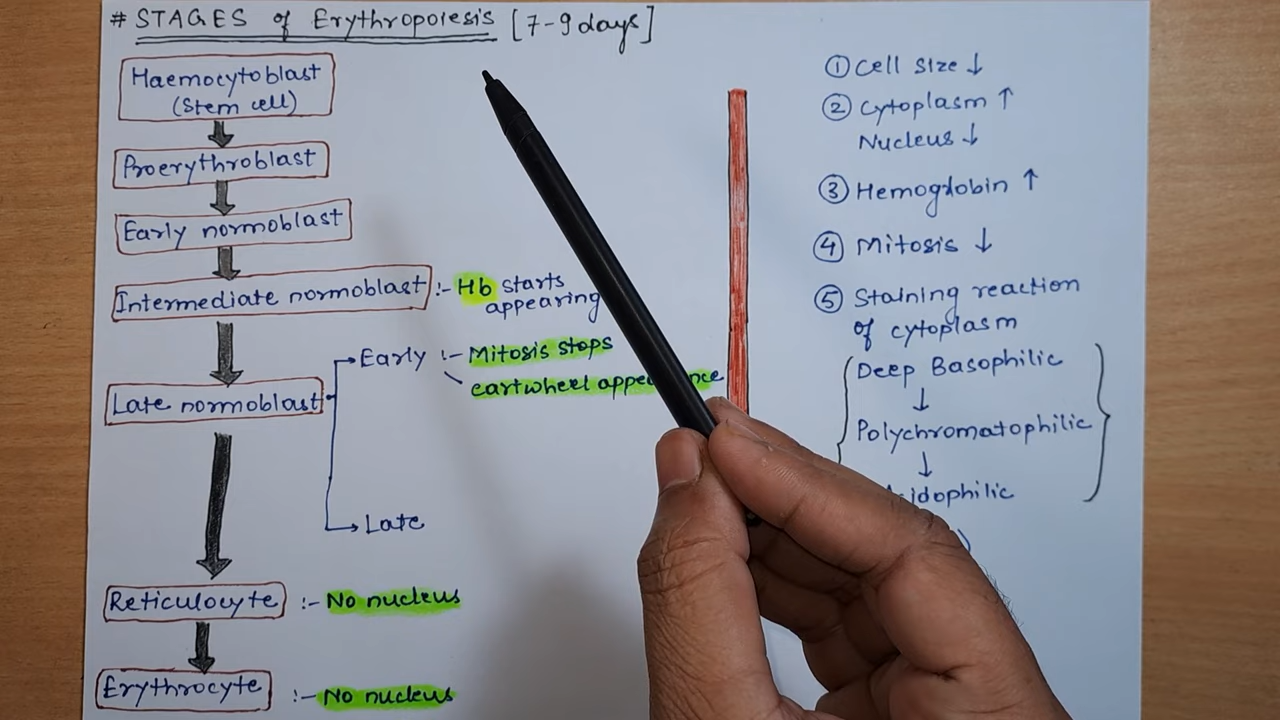 # STAGES of Erythropoiesis [7-9 days]
Haemocytoblast
(Stem cell)
Proerythroblast
Early normoblast
Intermediate normoblast :- Hb starts
appearing
Late normoblast
Early :- Mitosis stops
cartwheel
Late
Reticulocyte :- No nucleus
Erythrocyte :- No nucleus
① Cell size ↓
② Cytoplasm ↑
Nucleus ↓
③ Hemoglobin ↑
④ Mitosis ↓
⑤ Staining reaction
of cytoplasm
Deep Basophilic
↓
Polychromatophilic
↓